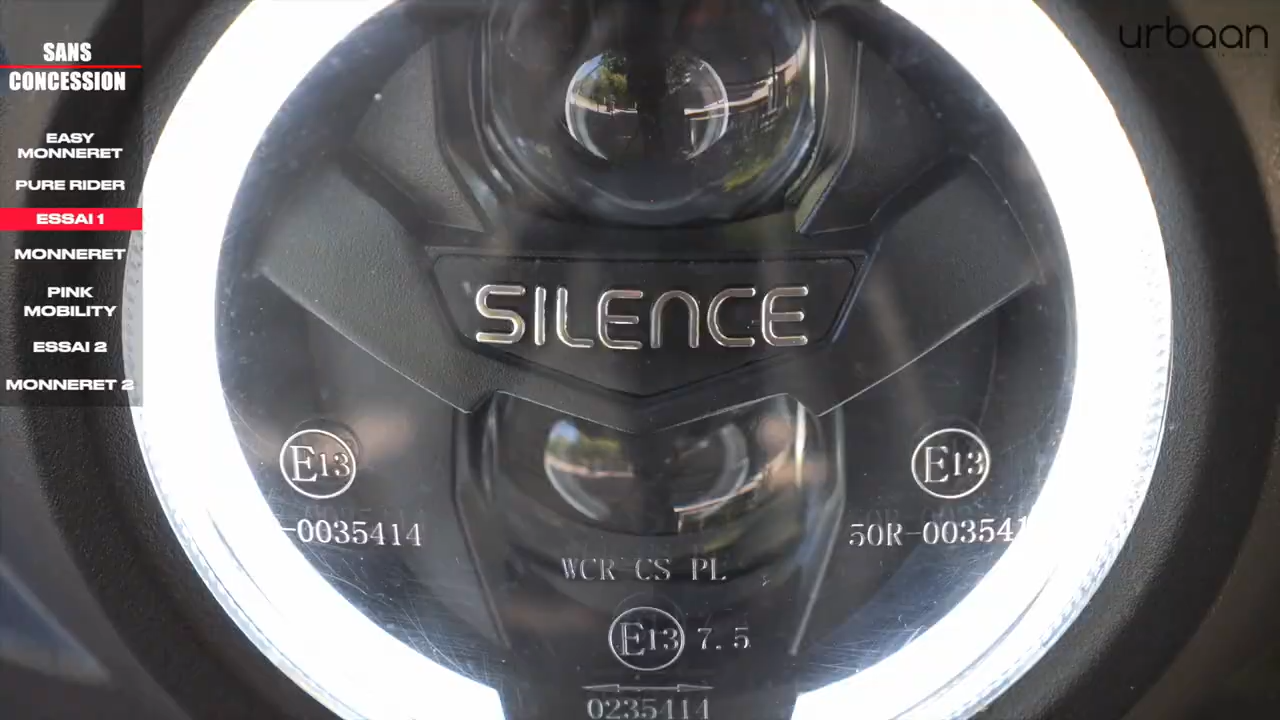 SANS
CONCESSION
EASY
MONNERET
PURE RIDER
ESSAI 1
MONNERET
PINK
MOBILITY
ESSAI 2
MONNERET 2
urbaan
SILENCE
E13
-0035414
E13
50R-003541
WCR CS PL
E13 7.5
0235414